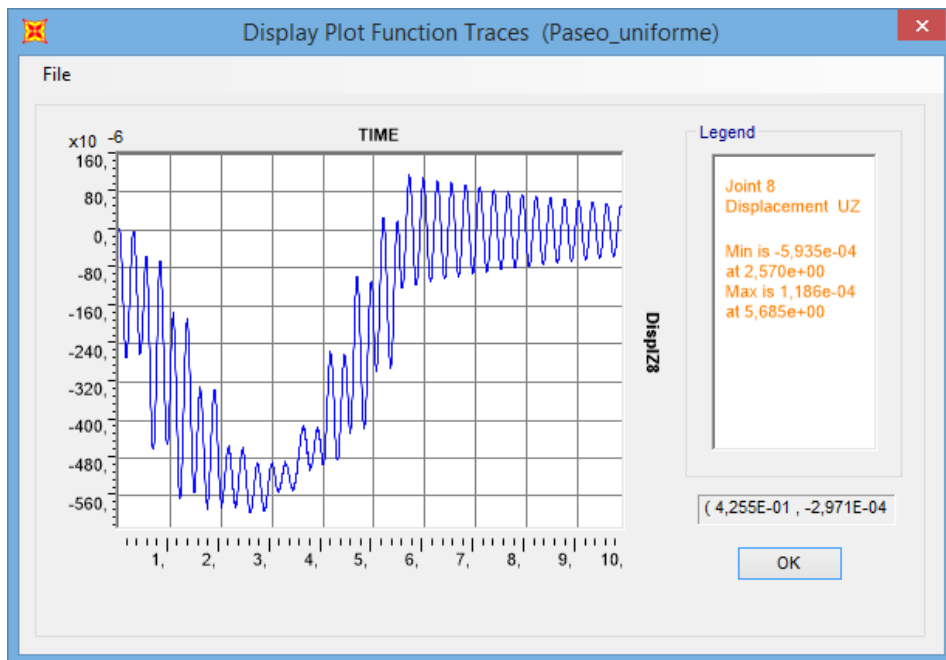 Display Plot Function Traces (Paseo_uniforme)
File
x10 -6
TIME
160,
80,
0,
-80,
-160,
-240,
-320,
-400,
-480,
-560,
1, 2, 3, 4, 5, 6, 7, 8, 9, 10,
DisplZ8
Legend
Joint 8
Displacement UZ
Min is -5,935e-04
at 2,570e+00
Max is 1,186e-04
at 5,685e+00
( 4,255E-01 , -2,971E-04
OK